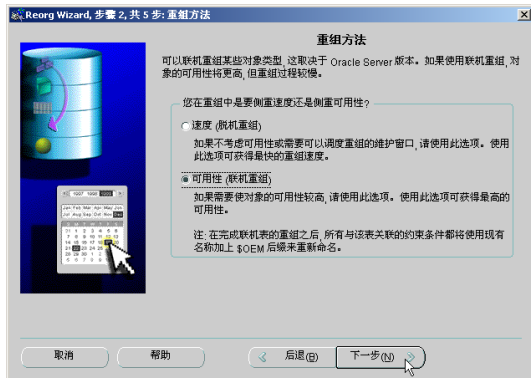 Reorg Wizard, 步骤 2, 共 5 步: 重组方法
重组方法
可以联机重组某些对象类型, 这取决于 Oracle Server 版本。如果使用联机重组, 对
象的可用性将更高, 但重组过程较慢。
您在重组中是要侧重速度还是侧重可用性?
速度 (脱机重组)
如果不考虑可用性或需要可以调度重组的维护窗口, 请使用此选项。使用
此选项可获得最快的重组速度。
可用性 (联机重组)
如果需要使对象的可用性较高, 请使用此选项。使用此选项可获得最高的
可用性。
注: 在完成联机表的重组之后, 所有与该表关联的约束条件都将使用现有
名称加上 $OEM 后缀来重新命名。
1997 1998 1999
Jan Feb Mar Apr May Jun
Jul Aug Sep Oct Nov Dec
取消 帮助 后退(B) 下一步(N)